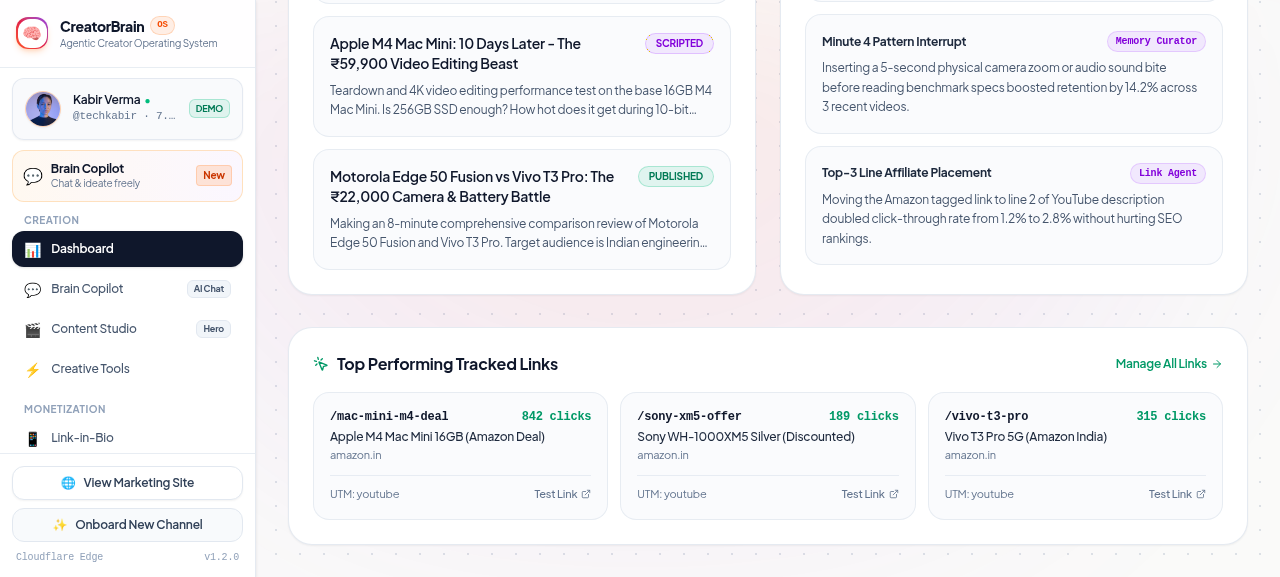 CreatorBrain OS
Agentic Creator Operating System
Kabir Verma
@techkabir · 7.…
DEMO
Brain Copilot
Chat & ideate freely
New
CREATION
Dashboard
Brain Copilot
AI Chat
Content Studio
Hero
Creative Tools
MONETIZATION
Link-in-Bio
View Marketing Site
Onboard New Channel
Cloudflare Edge
v1.2.0
Apple M4 Mac Mini: 10 Days Later - The
₹59,900 Video Editing Beast
SCRIPTED
Teardown and 4K video editing performance test on the base 16GB M4
Mac Mini. Is 256GB SSD enough? How hot does it get during 10-bit…
Motorola Edge 50 Fusion vs Vivo T3 Pro: The
₹22,000 Camera & Battery Battle
PUBLISHED
Making an 8-minute comprehensive comparison review of Motorola
Edge 50 Fusion and Vivo T3 Pro. Target audience is Indian engineerin…
Minute 4 Pattern Interrupt
Memory Curator
Inserting a 5-second physical camera zoom or audio sound bite
before reading benchmark specs boosted retention by 14.2% across
3 recent videos.
Top-3 Line Affiliate Placement
Link Agent
Moving the Amazon tagged link to line 2 of YouTube description
doubled click-through rate from 1.2% to 2.8% without hurting SEO
rankings.
Top Performing Tracked Links
Manage All Links →
/mac-mini-m4-deal
842 clicks
Apple M4 Mac Mini 16GB (Amazon Deal)
amazon.in
UTM: youtube
Test Link
/sony-xm5-offer
189 clicks
Sony WH-1000XM5 Silver (Discounted)
amazon.in
UTM: youtube
Test Link
/vivo-t3-pro
315 clicks
Vivo T3 Pro 5G (Amazon India)
amazon.in
UTM: youtube
Test Link